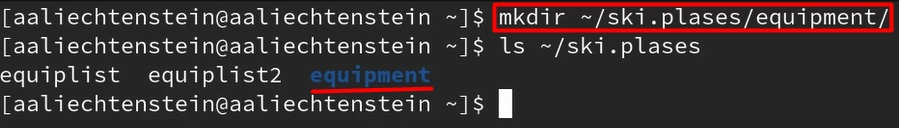 [aaliechtenstein@aaliechtenstein ~]$ mkdir ~/ski.plases/equipment/
[aaliechtenstein@aaliechtenstein ~]$ ls ~/ski.plases
equiplist  equiplist2  equipment
[aaliechtenstein@aaliechtenstein ~]$